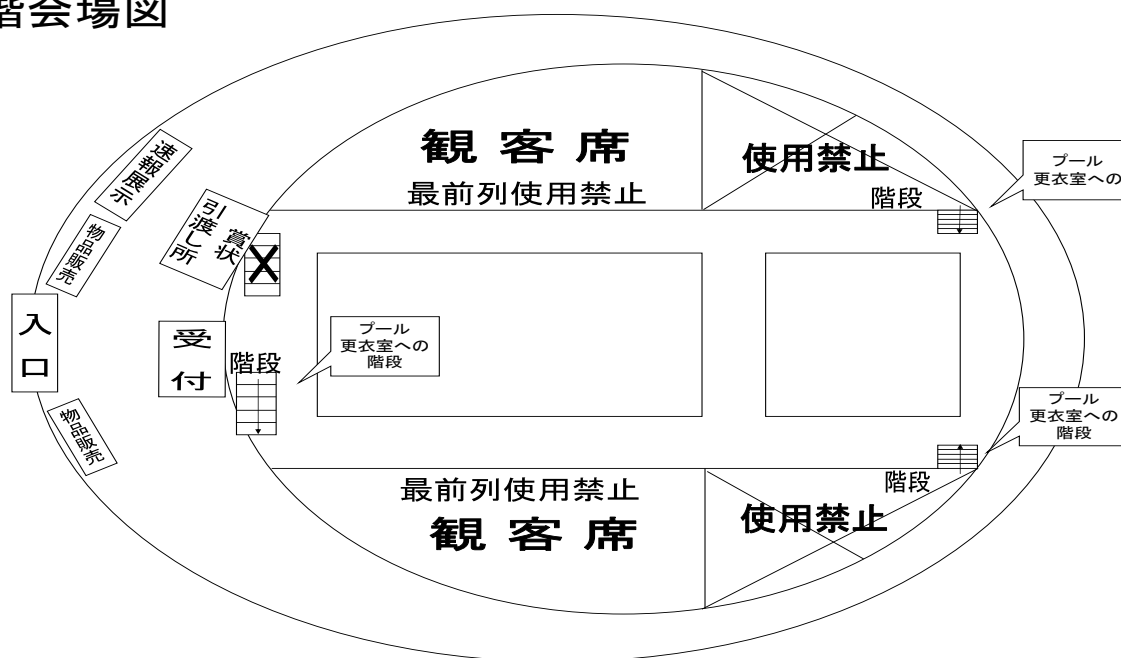 階会場図
観客席
最前列使用禁止
使用禁止
階段
プール
更衣室への
速報展示
物品販売
賞状
引渡し所
入口
受付
階段
プール
更衣室への
階段
プール
更衣室への
階段
物品販売
階段
最前列使用禁止
観客席
使用禁止